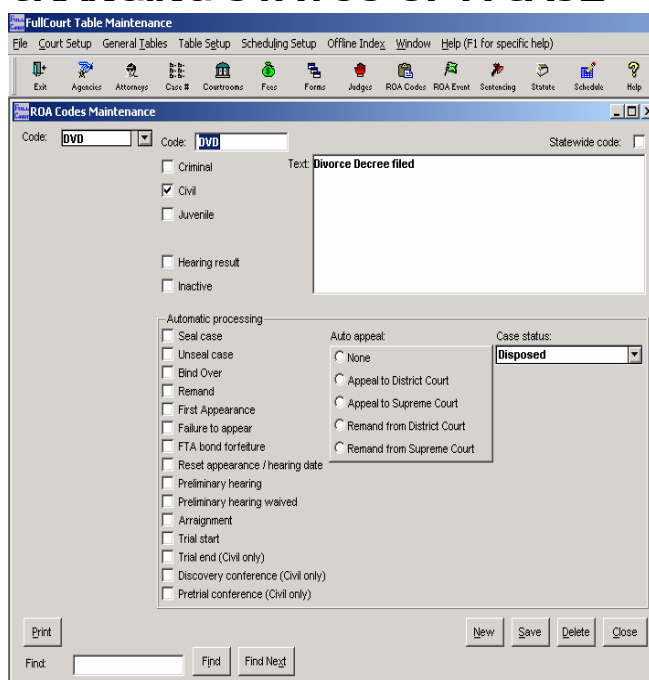 CHANGING STATUS OF A CASE
FullCourt Table Maintenance
File Court Setup General Tables Table Setup Scheduling Setup Offline Index Window Help (F1 for specific help)
Exit Agencies Attorneys Case # Courtrooms Fees Forms Judges ROA Codes ROA Event Sentencing Statute Schedule Help
ROA Codes Maintenance
Code: DVD Code: DVD Statewide code:
Criminal Text: Divorce Decree filed
Civil
Juvenile
Hearing result
Inactive
Automatic processing
Seal case Auto appeal: Case status:
Unseal case None Disposed
Bind Over Appeal to District Court
Remand Appeal to Supreme Court
First Appearance Remand from District Court
Failure to appear Remand from Supreme Court
FTA bond forfeiture
Reset appearance / hearing date
Preliminary hearing
Preliminary hearing waived
Arraignment
Trial start
Trial end (Civil only)
Discovery conference (Civil only)
Pretrial conference (Civil only)
Print New Save Delete Close
Find: Find Find Next